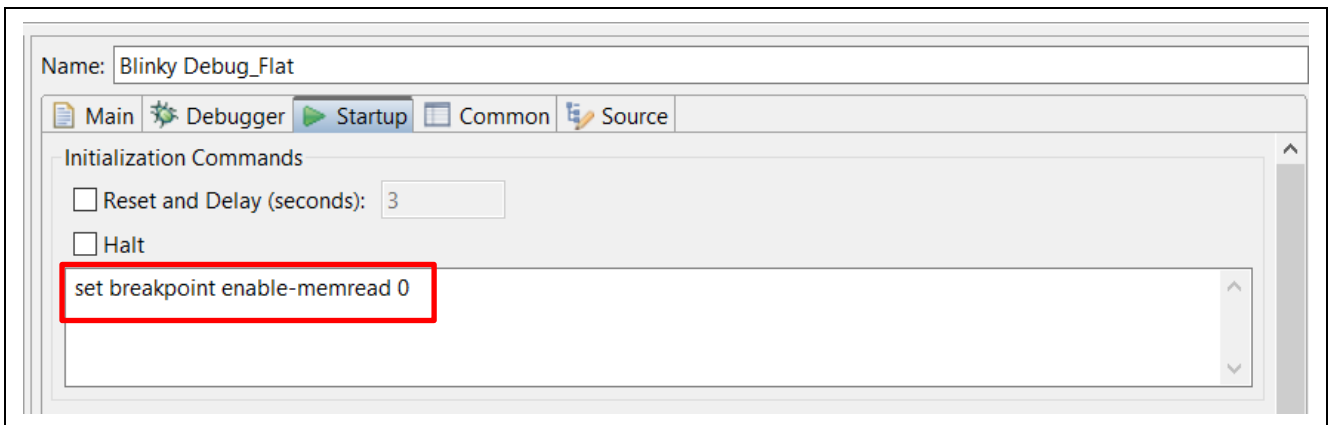 Name: Blinky Debug_Flat
Main Debugger Startup Common Source
Initialization Commands
Reset and Delay (seconds): 3
Halt
set breakpoint enable-memread 0